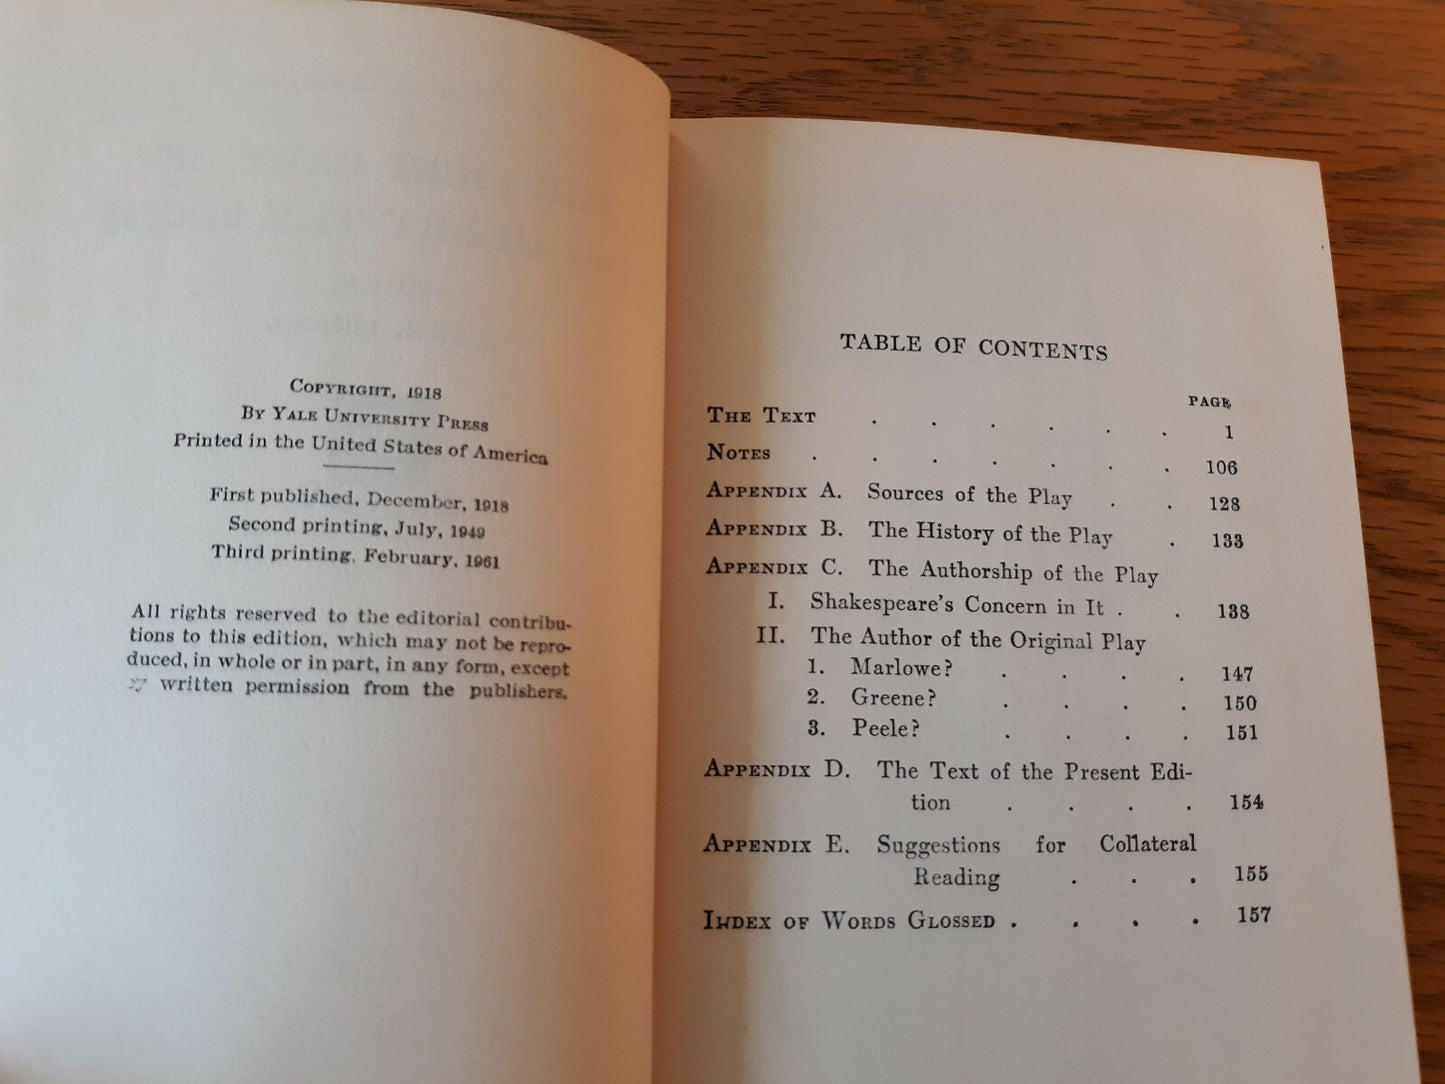 COPYRIGHT, 1918
BY YALE UNIVERSITY PRESS
Printed in the United States of America
First published, December, 1918
Second printing, July, 1949
Third printing, February, 1961
All rights reserved to the editorial contribu-
tions to this edition, which may not be repro-
duced, in whole or in part, in any form, except
written permission from the publishers.
TABLE OF CONTENTS
PAGE
THE TEXT . . . . . . 1
NOTES . . . . . . . 106
APPENDIX A. Sources of the Play . . 128
APPENDIX B. The History of the Play . 133
APPENDIX C. The Authorship of the Play
I. Shakespeare's Concern in It . . 138
II. The Author of the Original Play
1. Marlowe? . . . . 147
2. Greene? . . . . 150
3. Peele? . . . . 151
APPENDIX D. The Text of the Present Edi-
tion . . . . 154
APPENDIX E. Suggestions for Collateral
Reading . . . 155
INDEX OF WORDS GLOSSED . . . . 157